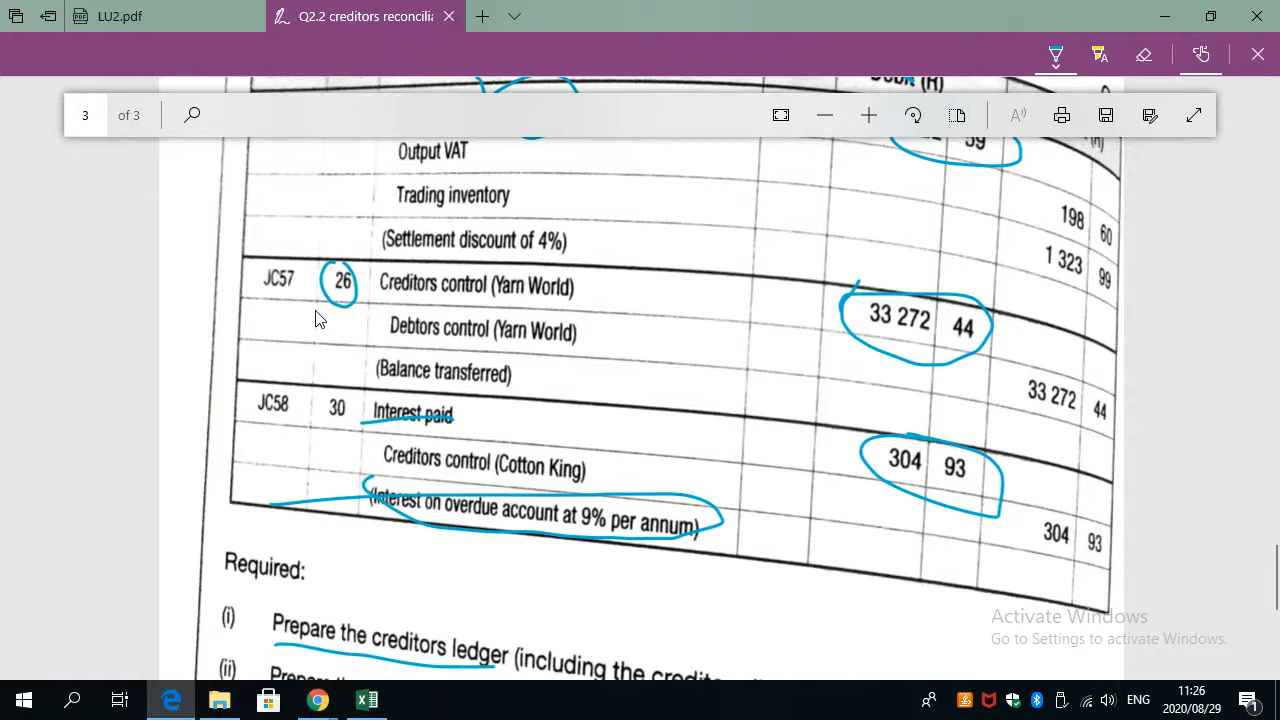 LU2.pdf
Q2.2 creditors reconcilia
3 of 3
(R)
59
Output VAT
198 60
Trading inventory
1 323 99
(Settlement discount of 4%)
JC57 26 Creditors control (Yarn World) 33 272 44
Debtors control (Yarn World) 33 272 44
(Balance transferred)
JC58 30 Interest paid 304 93
Creditors control (Cotton King) 304 93
(Interest on overdue account at 9% per annum)
Required:
(i) Prepare the creditors ledger (including the
(ii)
Activate Windows
Go to Settings to activate Windows.
ENG
11:26
2020/08/29
1